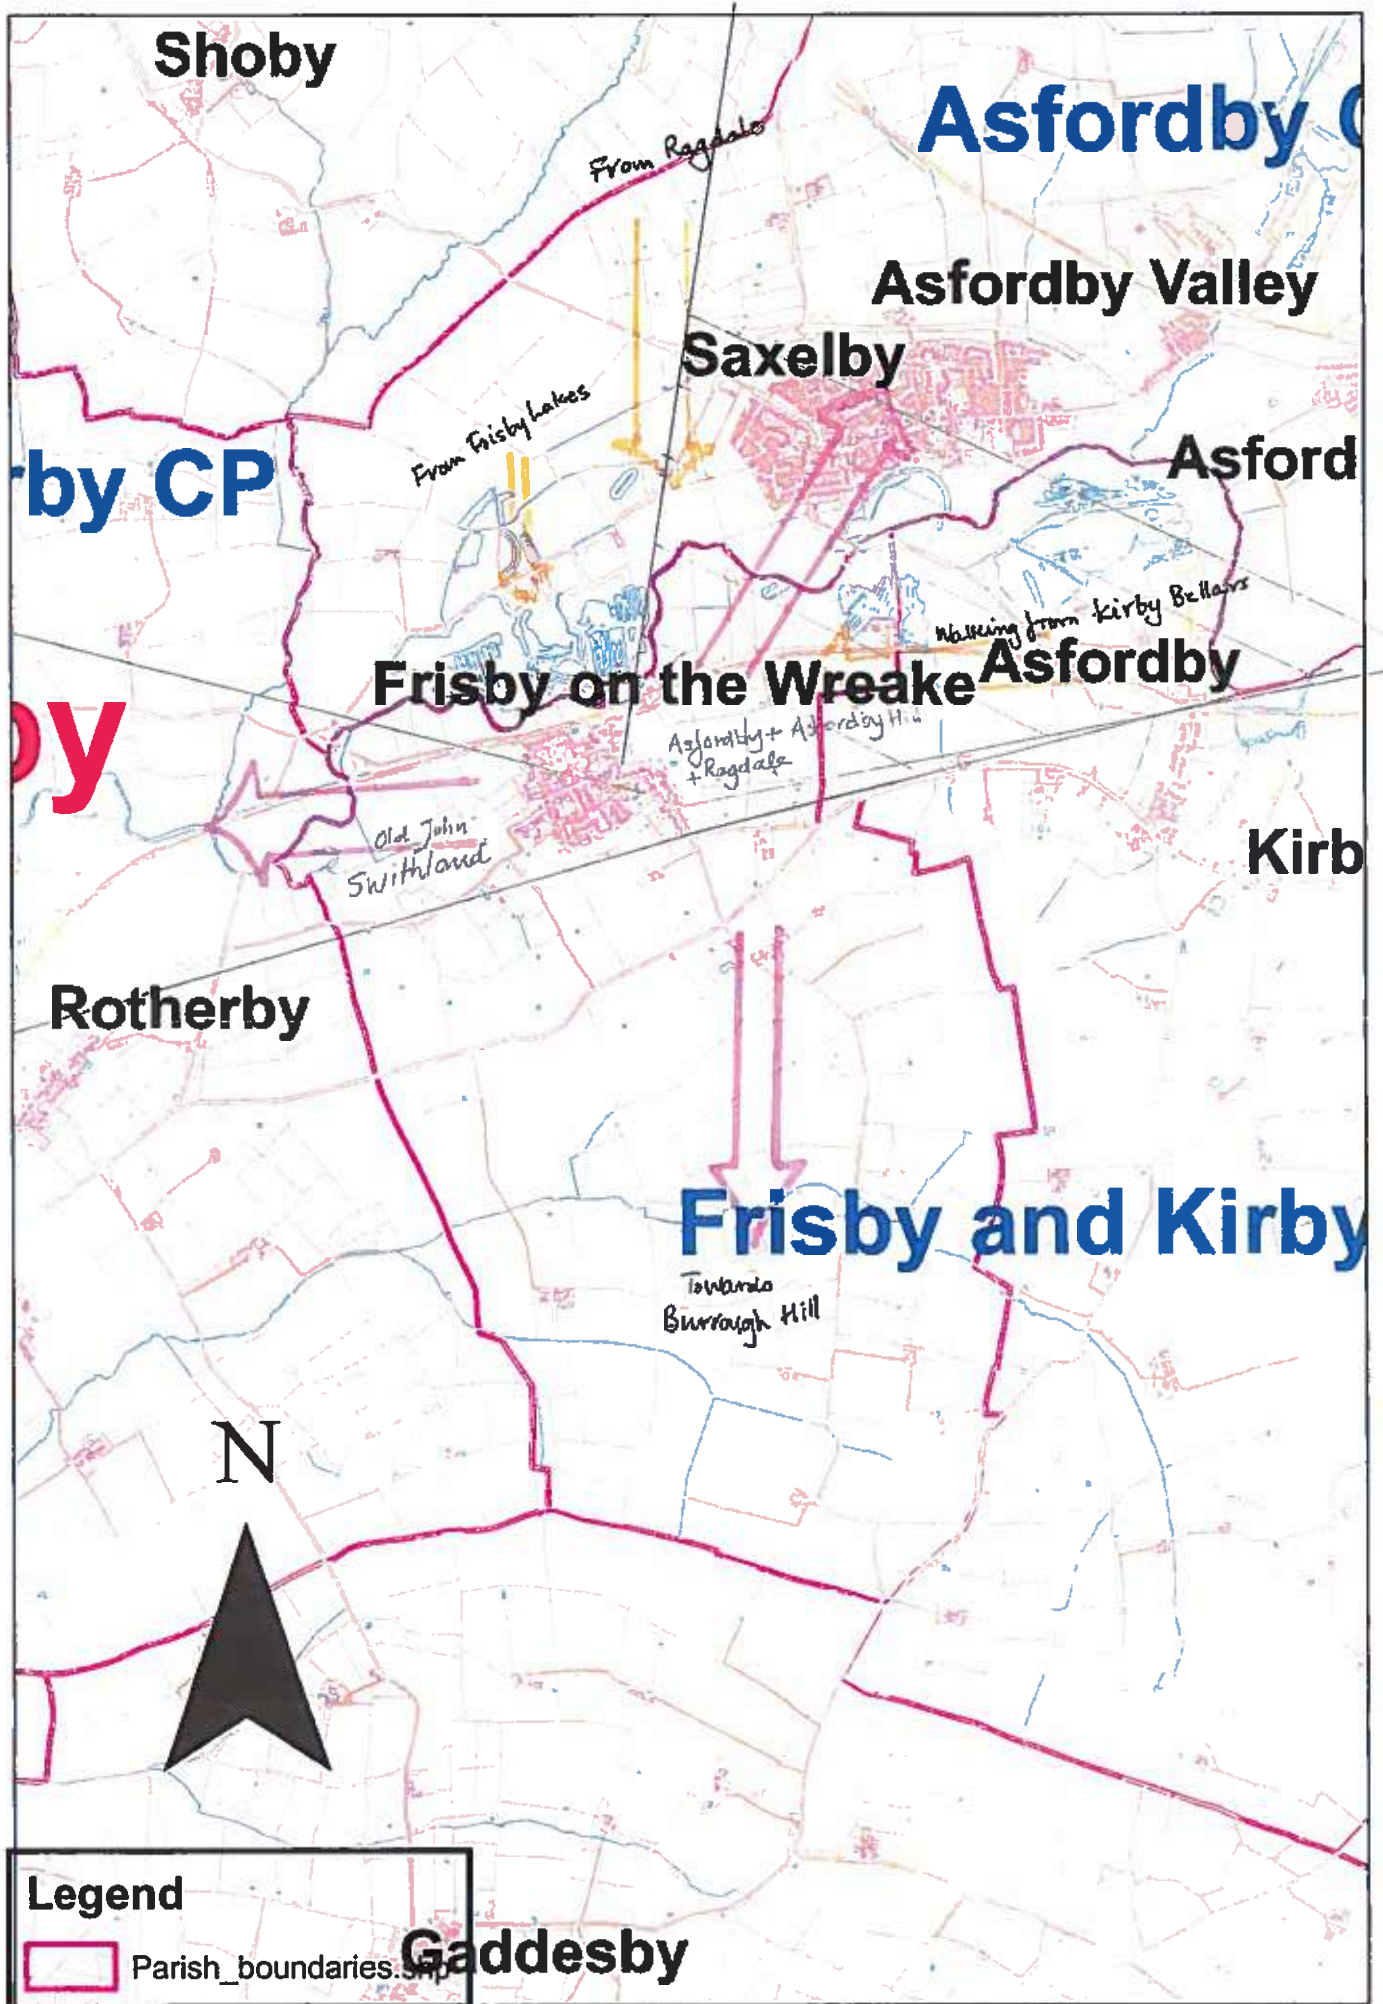 Shoby
Asfordby C
From Ragdale
Asfordby Valley
Saxelby
From Frisby Lakes
Asford
by CP
Walking from Kirby Bellars
Frisby on the Wreake
Asfordby
by
Asfordby + Asfordby Hill
+ Ragdale
Old John
Swithland
Kirb
Rotherby
Frisby and Kirby
Towards
Burrough Hill
N
Legend
Parish_boundaries.shp
Gaddesby